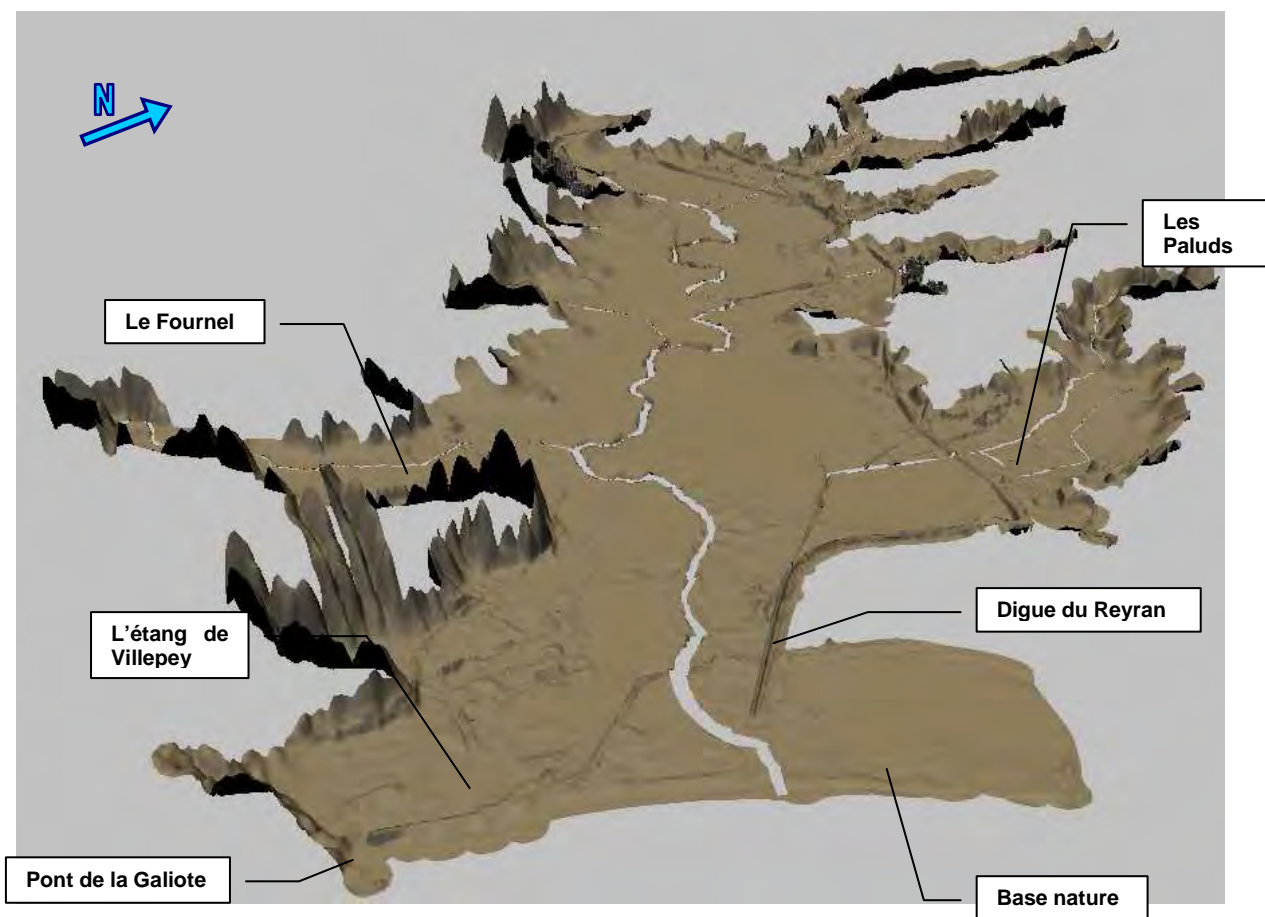 N
Les
Paluds
Le Fournel
Digue du Reyran
L'étang de
Villepey
Pont de la Galiote
Base nature